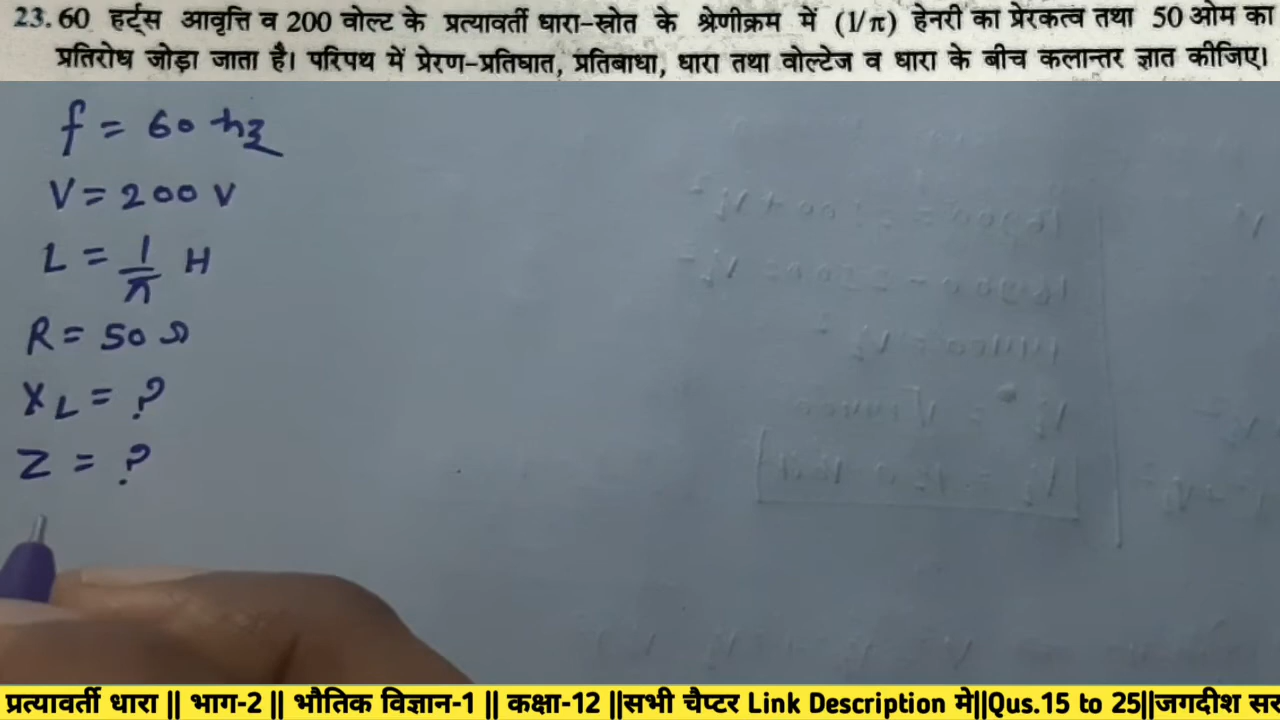 23. 60 हर्ट्स आवृत्ति व 200 वोल्ट के प्रत्यावर्ती धारा-स्रोत के श्रेणीक्रम में (1/π) हेनरी का प्रेरकत्व तथा 50 ओम का
प्रतिरोध जोड़ा जाता है। परिपथ में प्रेरण-प्रतिघात, प्रतिबाधा, धारा तथा वोल्टेज व धारा के बीच कलान्तर ज्ञात कीजिए।
f = 60 hz
V = 200 V
L = 1/π H
R = 50 Ω
XL = ?
Z = ?
प्रत्यावर्ती धारा || भाग-2 || भौतिक विज्ञान-1 || कक्षा-12 ||सभी चैप्टर Link Description मे||Qus.15 to 25||जगदीश